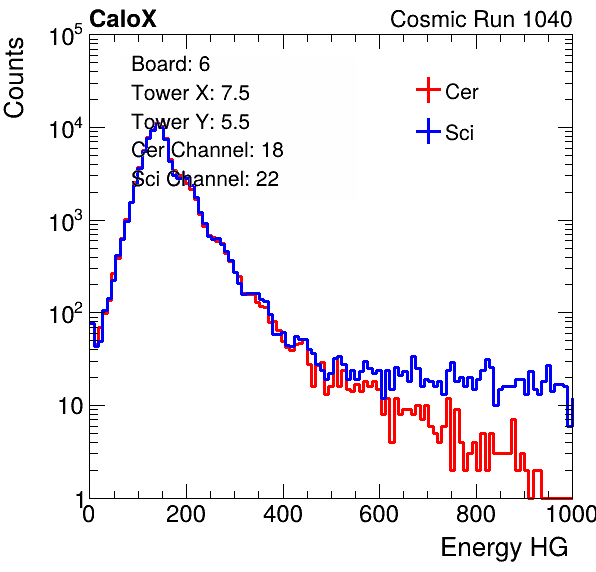 CaloX Cosmic Run 1040
Counts
Board: 6
Tower X: 7.5
Tower Y: 5.5
Cer Channel: 18
Sci Channel: 22
Cer
Sci
10^5
10^4
10^3
10^2
10
1
0 200 400 600 800 1000
Energy HG